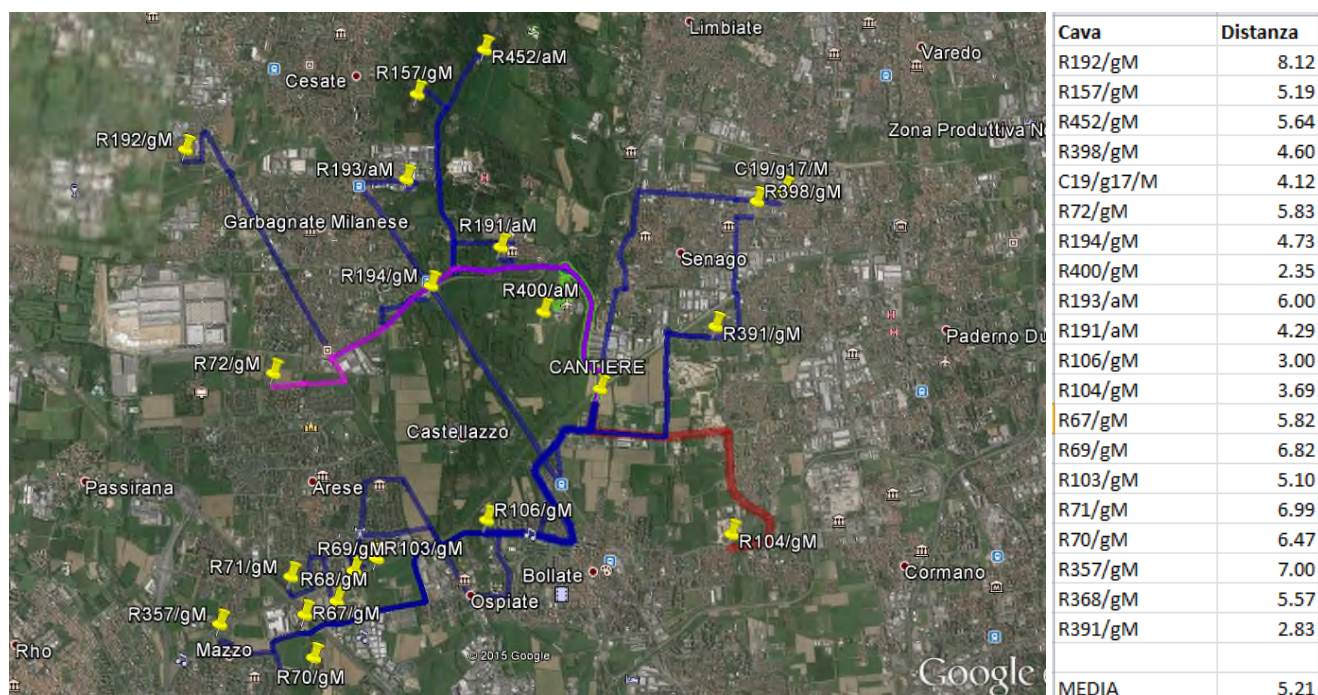 Limbiate
R452/aM
Varedo
Cesate
R157/gM
R192/gM
Zona Produttiva N
R193/aM
C19/g17/M
R398/gM
Garbagnate Milanese
R191/aM
Senago
R194/gM
R400/aM
R391/gM
Paderno Du
R72/gM
CANTIERE
Castellazzo
Passirana
Arese
R106/gM
R104/gM
R69/gM
R103/gM
R71/gM
R68/gM
Bollate
Cormano
Ospiate
R357/gM
R67/gM
Rho
Mazzo
R70/gM
© 2015 Google
Google e
Cava Distanza
R192/gM 8.12
R157/gM 5.19
R452/gM 5.64
R398/gM 4.60
C19/g17/M 4.12
R72/gM 5.83
R194/gM 4.73
R400/gM 2.35
R193/aM 6.00
R191/aM 4.29
R106/gM 3.00
R104/gM 3.69
R67/gM 5.82
R69/gM 6.82
R103/gM 5.10
R71/gM 6.99
R70/gM 6.47
R357/gM 7.00
R368/gM 5.57
R391/gM 2.83
MEDIA 5.21